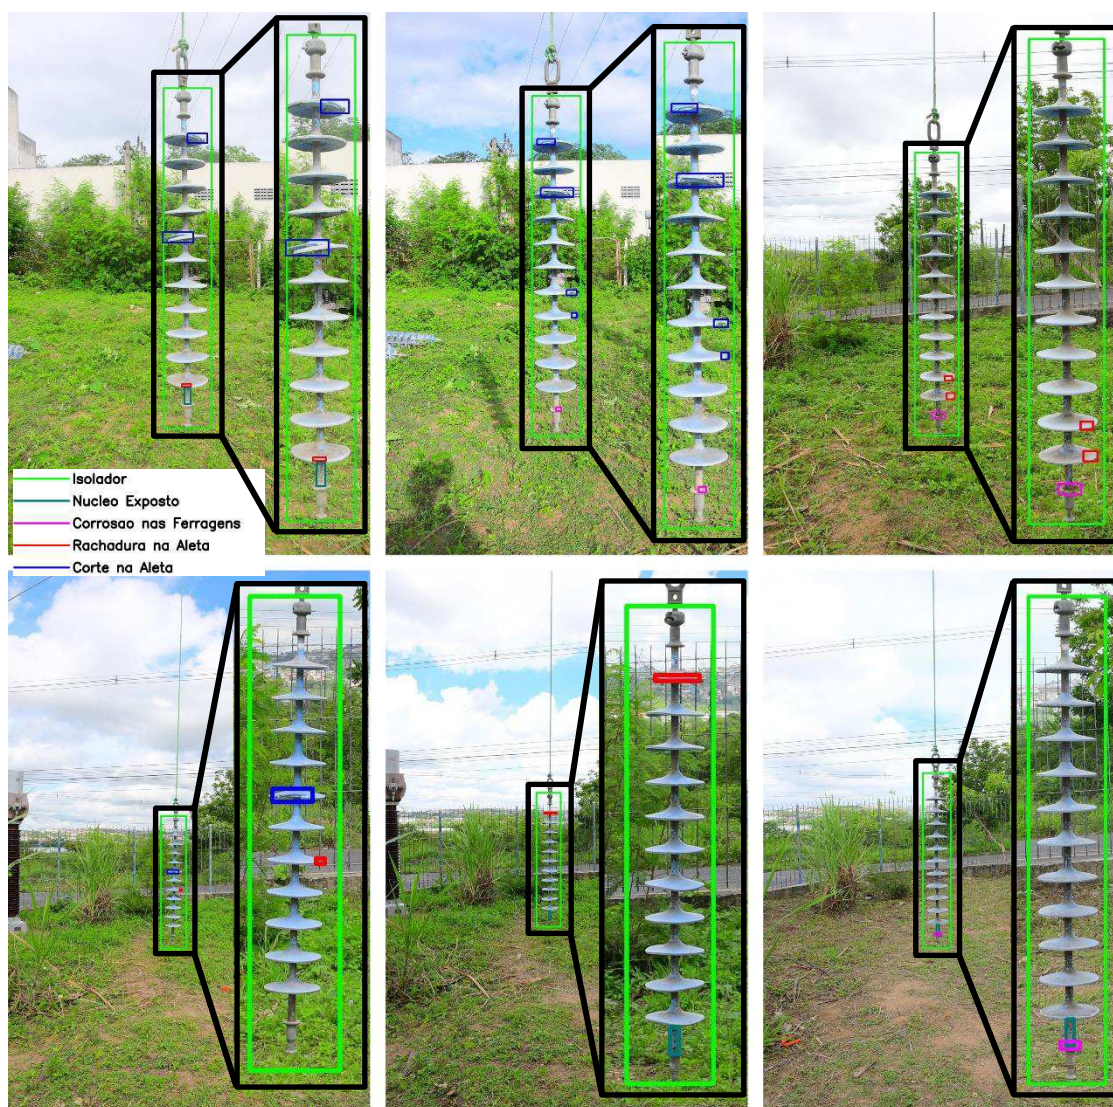 Isolador
Nucleo Exposto
Corrosao nas Ferragens
Rachadura na Aleta
Corte na Aleta